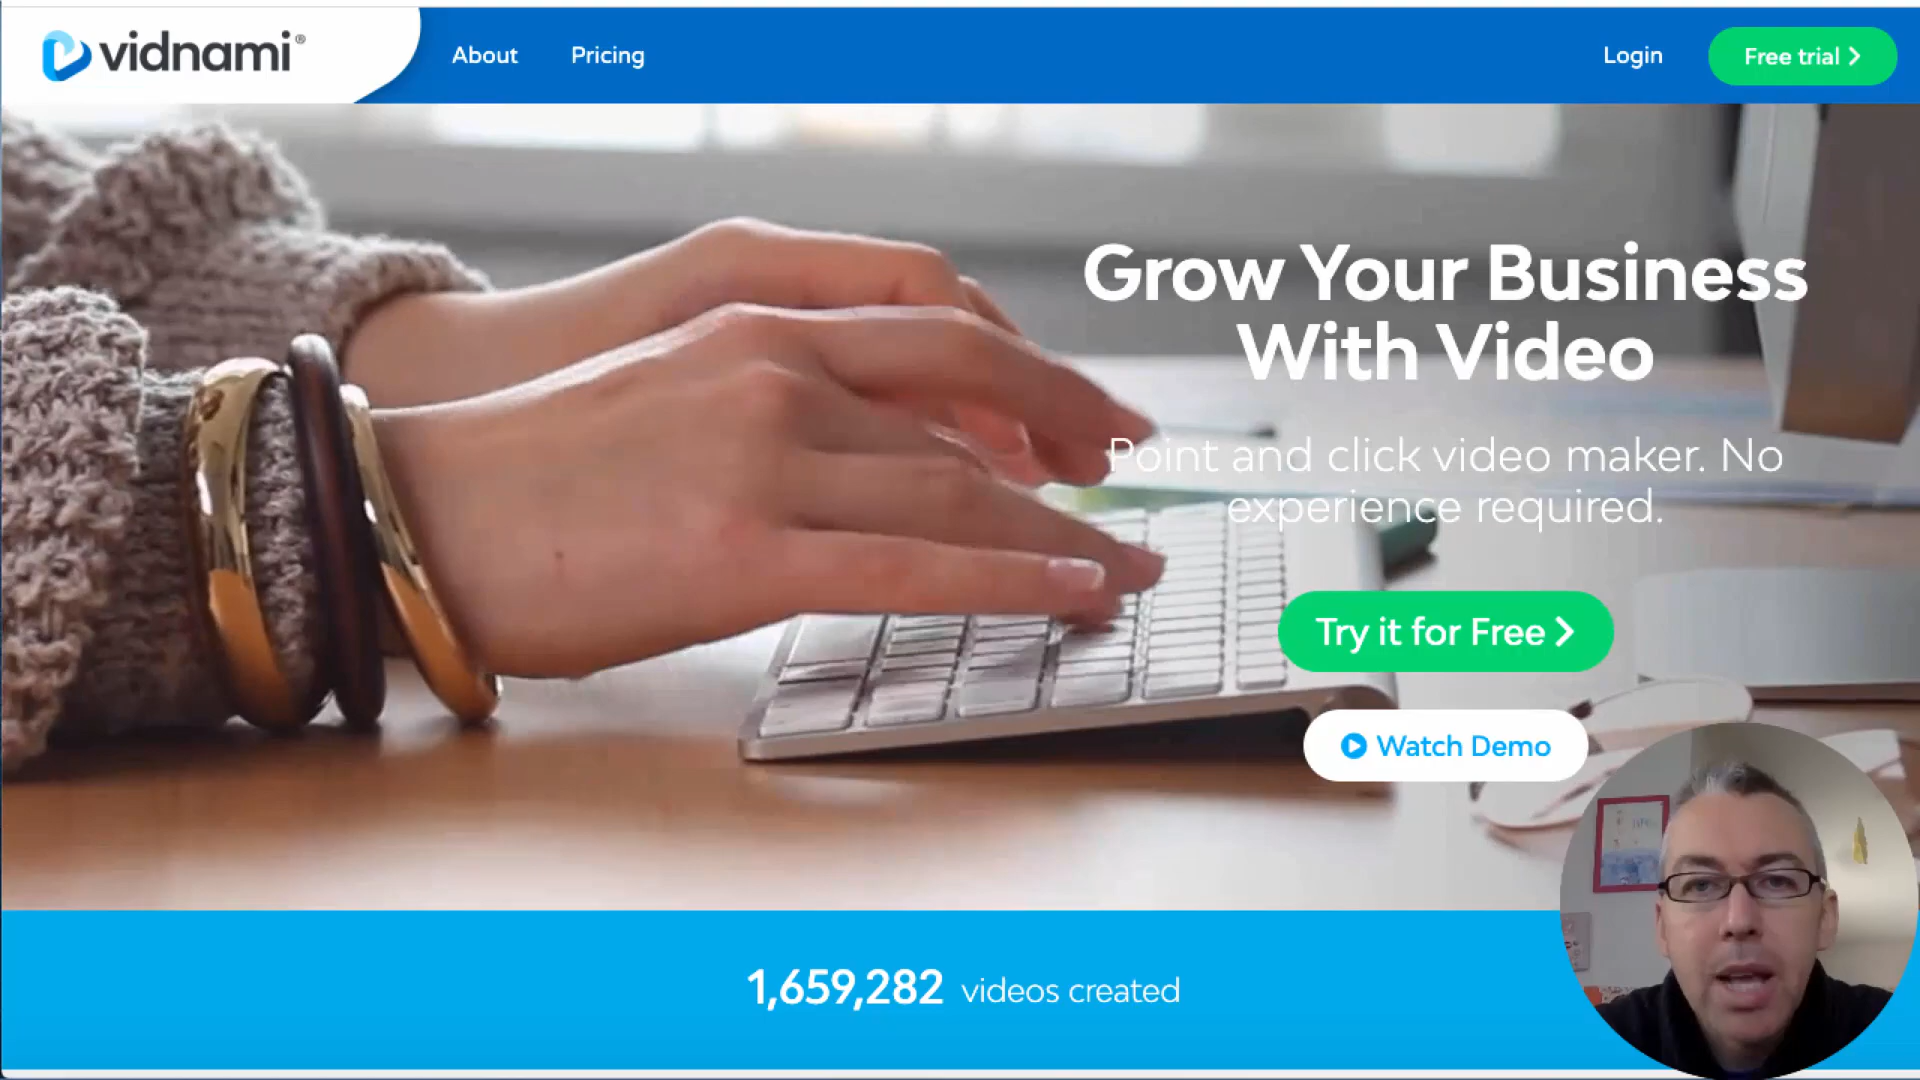 vidnami®
About
Pricing
Login
Free trial
Grow Your Business
With Video
Point and click video maker. No
experience required.
Try it for Free
Watch Demo
1,659,282 videos created